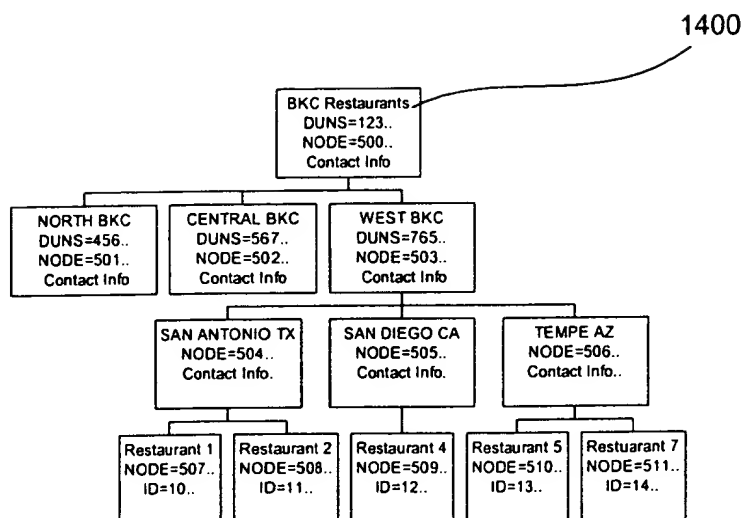 1400
BKC Restaurants
DUNS=123..
NODE=500..
Contact Info
NORTH BKC
DUNS=456..
NODE=501..
Contact Info
CENTRAL BKC
DUNS=567..
NODE=502..
Contact Info
WEST BKC
DUNS=765..
NODE=503..
Contact Info
SAN ANTONIO TX
NODE=504..
Contact Info.
SAN DIEGO CA
NODE=505..
Contact Info.
TEMPE AZ
NODE=506..
Contact Info..
Restaurant 1
NODE=507..
ID=10..
Restaurant 2
NODE=508..
ID=11..
Restaurant 4
NODE=509..
ID=12..
Restaurant 5
NODE=510..
ID=13..
Restuarant 7
NODE=511..
ID=14..